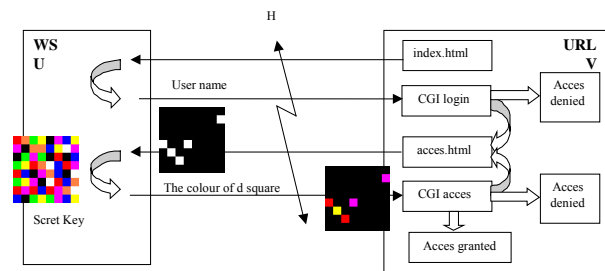 H
WS
U
index.html
URL
V
User name
CGI login
Acces
denied
acces.html
The colour of d square
CGI acces
Acces
denied
Scret Key
Acces granted